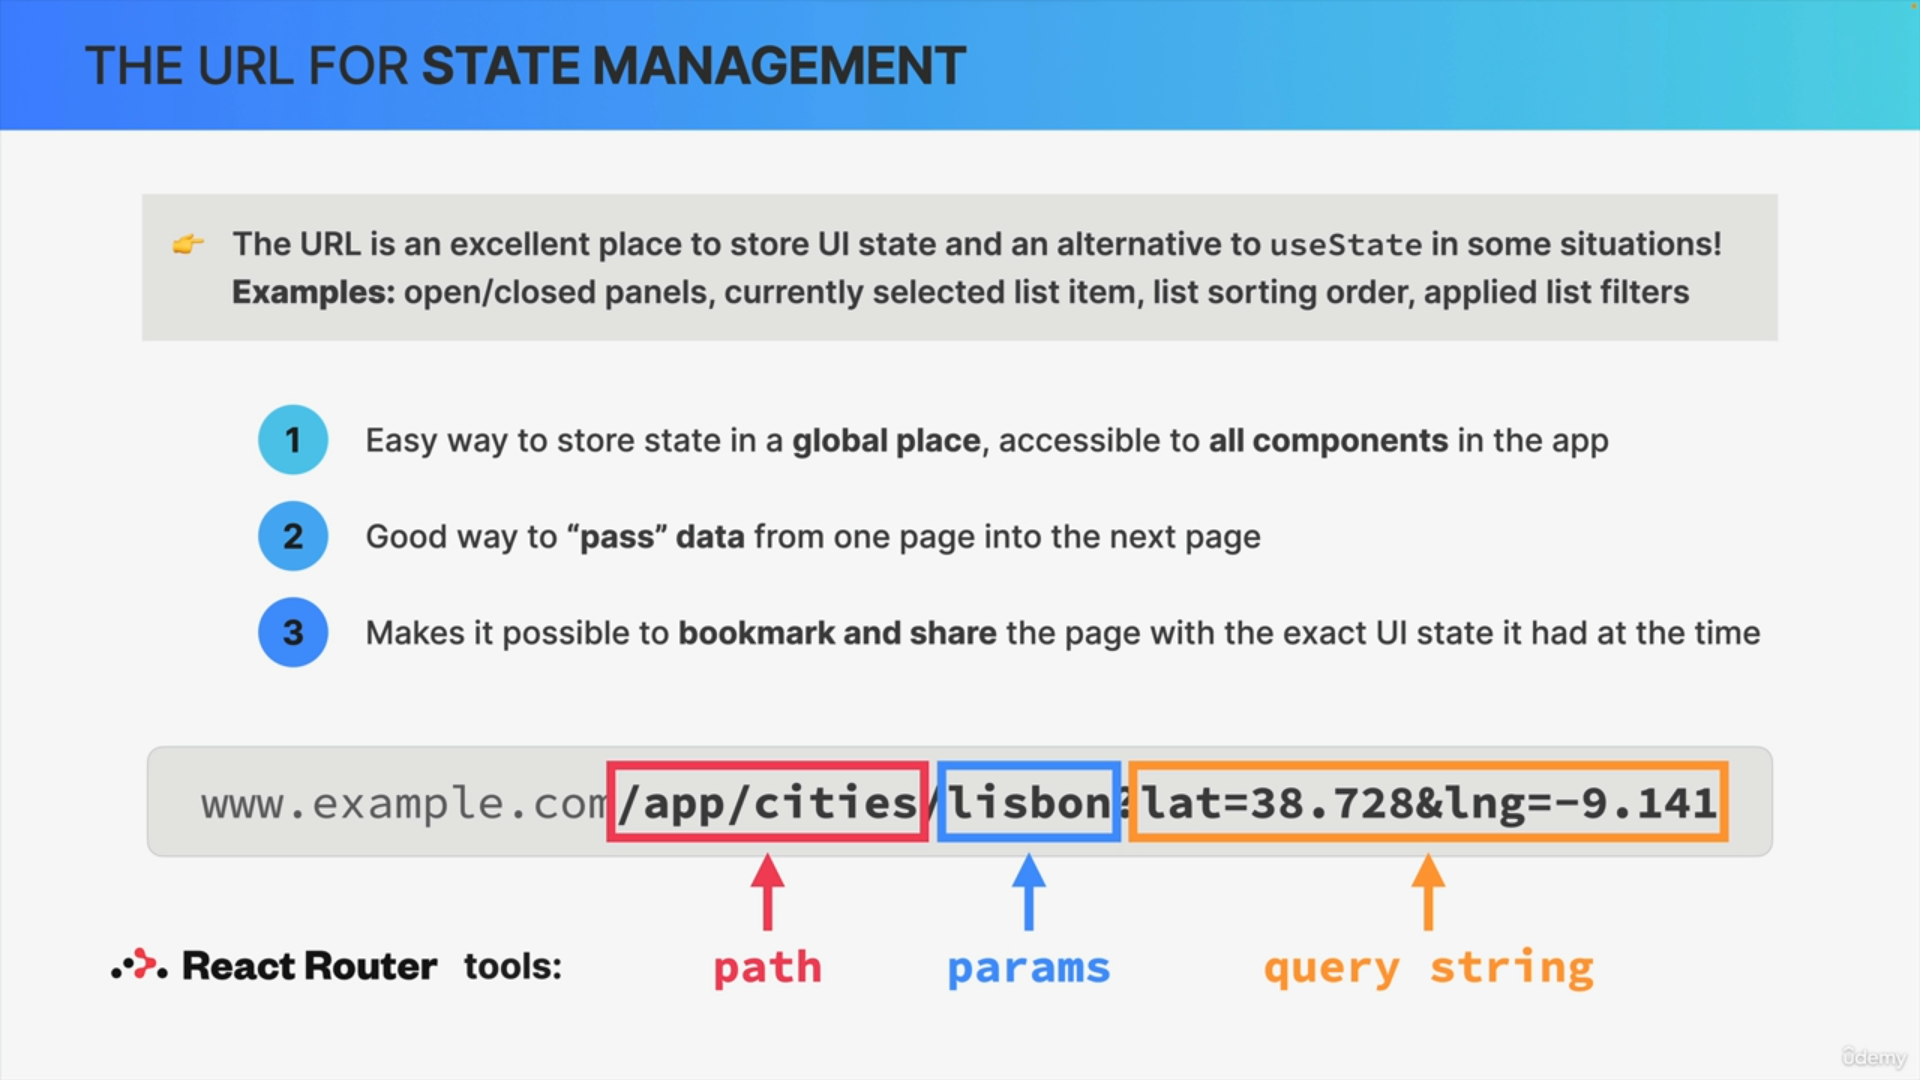 THE URL FOR STATE MANAGEMENT
The URL is an excellent place to store UI state and an alternative to useState in some situations!
Examples: open/closed panels, currently selected list item, list sorting order, applied list filters
1 Easy way to store state in a global place, accessible to all components in the app
2 Good way to “pass” data from one page into the next page
3 Makes it possible to bookmark and share the page with the exact UI state it had at the time
www.example.com/app/cities/lisbon?lat=38.728&lng=-9.141
React Router tools: path params query string
ûdemy